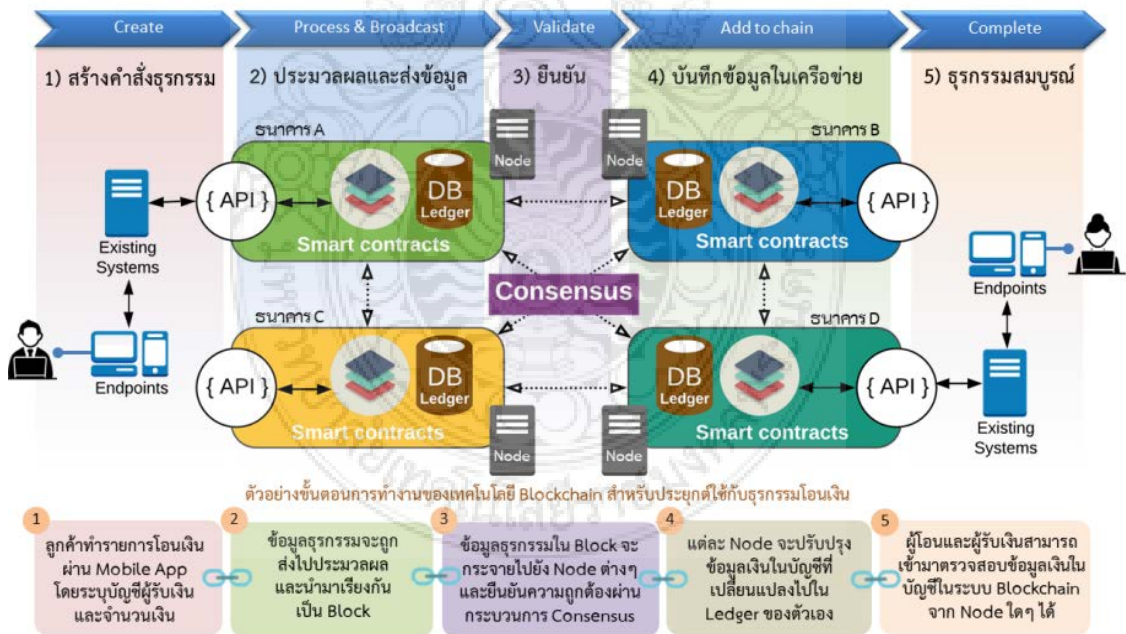 Create
Process & Broadcast
Validate
Add to chain
Complete
1) สร้างคำสั่งธุรกรรม
2) ประมวลผลและส่งข้อมูล
3) ยืนยัน
4) บันทึกข้อมูลในเครือข่าย
5) ธุรกรรมสมบูรณ์
ธนาคาร A
Node
{ API }
DB
Ledger
Smart contracts
Node
ธนาคาร B
DB
Ledger
{ API }
Smart contracts
Existing
Systems
Endpoints
Consensus
ธนาคาร C
{ API }
DB
Ledger
Smart contracts
Node
ธนาคาร D
DB
Ledger
{ API }
Smart contracts
Node
Endpoints
Existing
Systems
ตัวอย่างขั้นตอนการทำงานของเทคโนโลยี Blockchain สำหรับประยุกต์ใช้กับธุรกรรมโอนเงิน
1
ลูกค้าทำรายการโอนเงิน
ผ่าน Mobile App
โดยระบุบัญชีผู้รับเงิน
และจำนวนเงิน
2
ข้อมูลธุรกรรมจะถูก
ส่งไปประมวลผล
และนำมาเรียงกัน
เป็น Block
3
ข้อมูลธุรกรรมใน Block จะ
กระจายไปยัง Node ต่างๆ
และยืนยันความถูกต้องผ่าน
กระบวนการ Consensus
4
แต่ละ Node จะปรับปรุง
ข้อมูลเงินในบัญชีที่
เปลี่ยนแปลงไปใน
Ledger ของตัวเอง
5
ผู้โอนและผู้รับเงินสามารถ
เข้ามาตรวจสอบข้อมูลเงินใน
บัญชีในระบบ Blockchain
จาก Node ใดๆ ได้